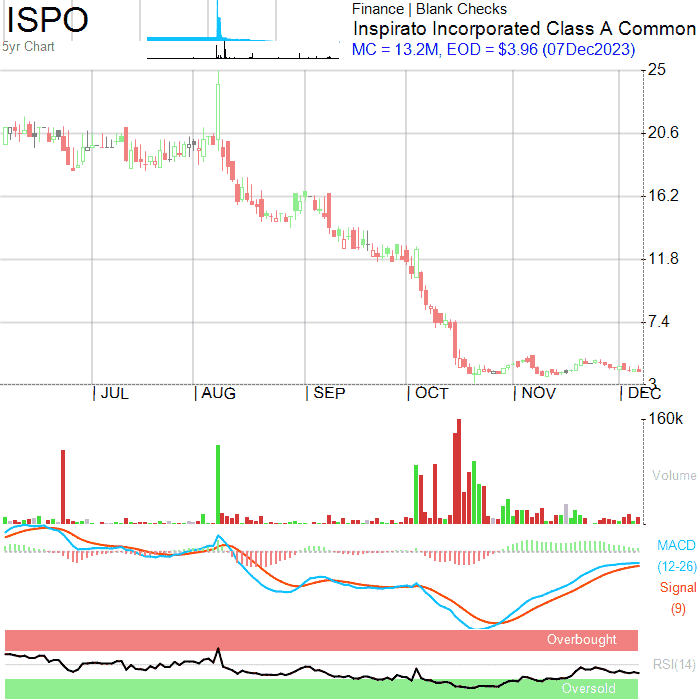 ISPO
5yr Chart
Finance | Blank Checks
Inspirato Incorporated Class A Common
MC = 13.2M, EOD = $3.96 (07Dec2023)
25
20.6
16.2
11.8
7.4
3
JUL
AUG
SEP
OCT
NOV
DEC
160k
Volume
MACD
(12-26)
Signal
(9)
Overbought
RSI(14)
Oversold